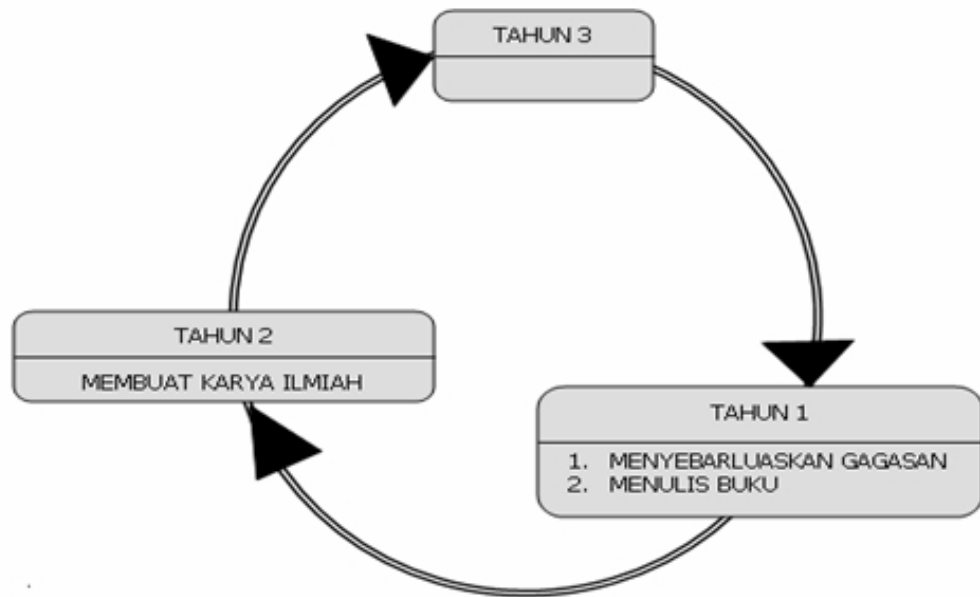 TAHUN 3
TAHUN 2
MEMBUAT KARYA ILMIAH
TAHUN 1
1. MENYEBARLUASKAN GAGASAN
2. MENULIS BUKU